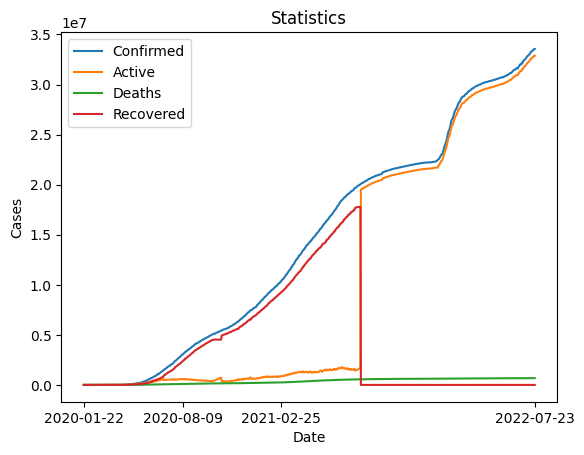 Statistics
1e7
3.5
3.0
2.5
2.0
1.5
1.0
0.5
0.0
Cases
Confirmed
Active
Deaths
Recovered
2020-01-22 2020-08-09 2021-02-25 2022-07-23
Date